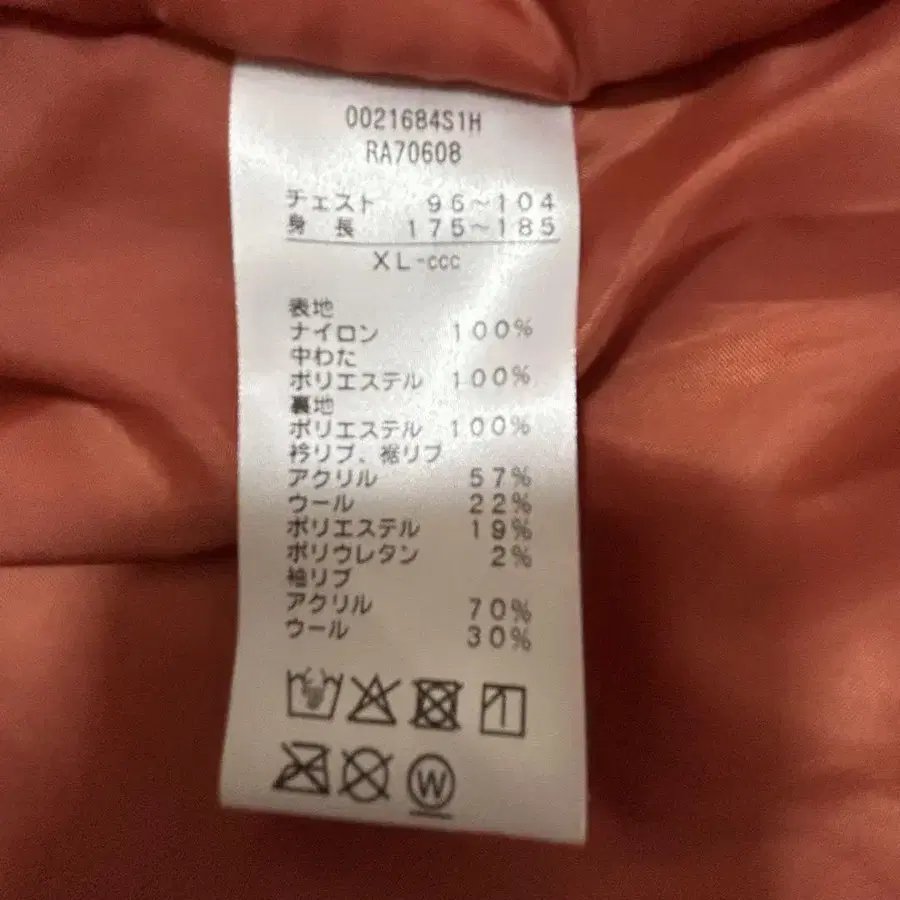 0021684S1H
RA70608
チェスト 96～104
身長 175～185
XL-ccc
表地
ナイロン 100%
中わた
ポリエステル 100%
裏地
ポリエステル 100%
衿リブ、裾リブ
アクリル 57%
ウール 22%
ポリエステル 19%
ポリウレタン 2%
袖リブ
アクリル 70%
ウール 30%
W